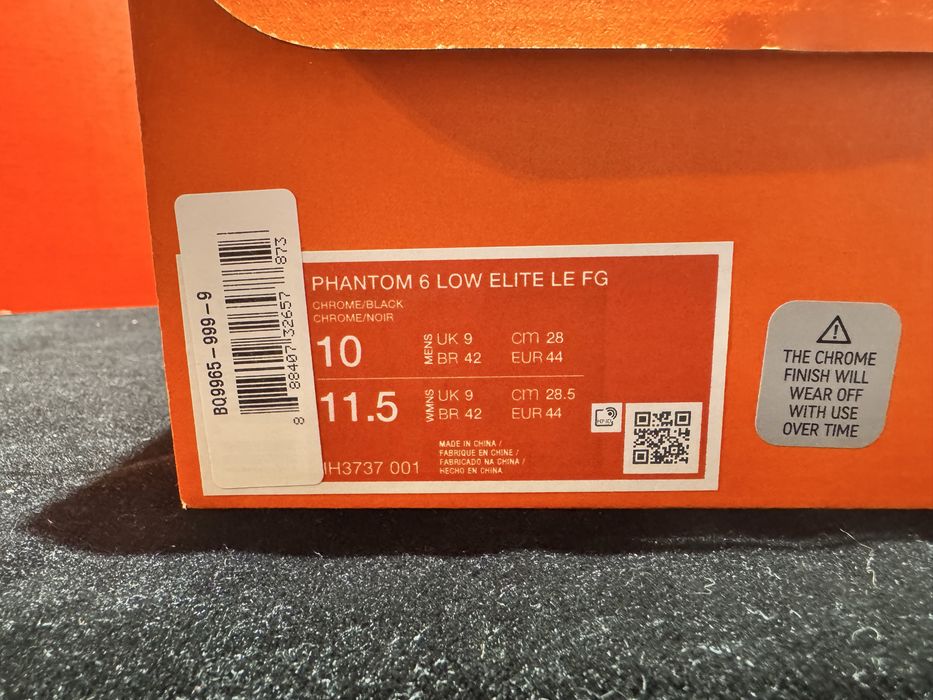 BQ9965-999-9
8 88407 32657 873
PHANTOM 6 LOW ELITE LE FG
CHROME/BLACK
CHROME/NOIR
10
MENS
UK 9 CM 28
BR 42 EUR 44
11.5
WMNS
UK 9 CM 28.5
BR 42 EUR 44
IH3737 001
MADE IN CHINA /
FABRIQUE EN CHINE /
FABRICADO NA CHINA /
HECHO EN CHINA
THE CHROME
FINISH WILL
WEAR OFF
WITH USE
OVER TIME